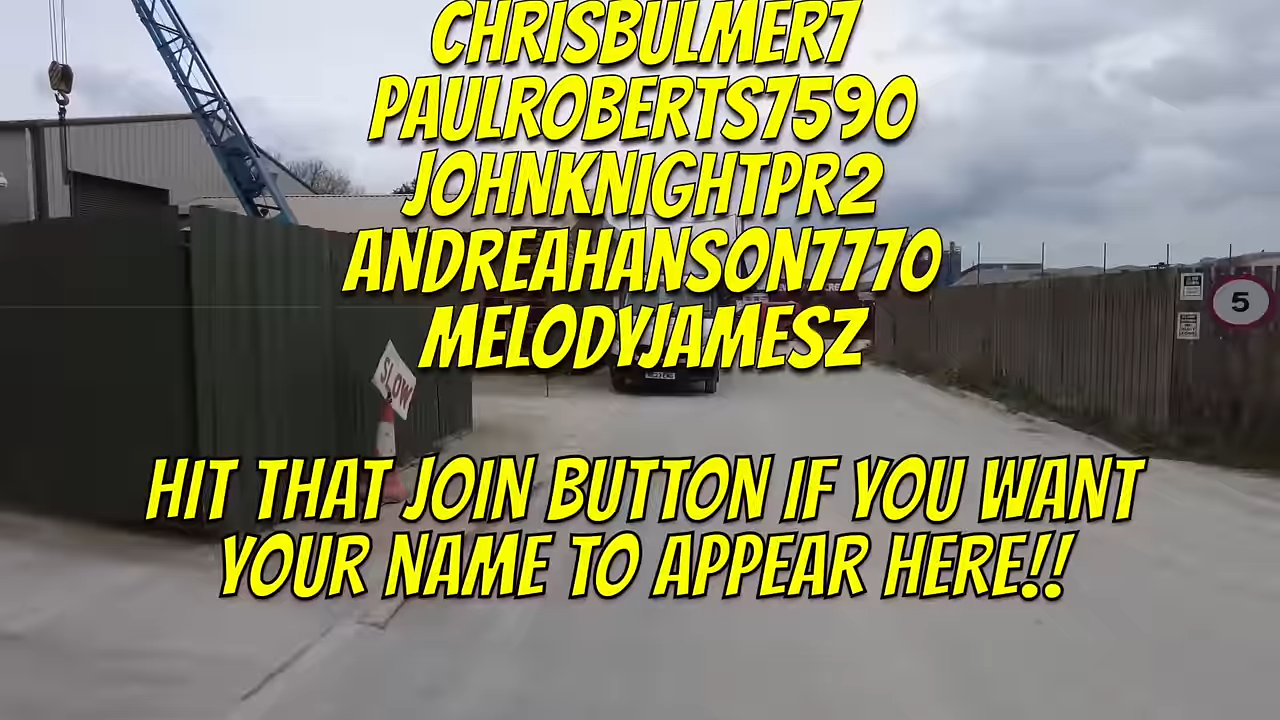 CHRISBULMER7
PAULROBERTS7590
JOHNKNIGHTPR2
ANDREAHANSON7770
MELODYJAMESZ
SLOW
5
HIT THAT JOIN BUTTON IF YOU WANT
YOUR NAME TO APPEAR HERE!!